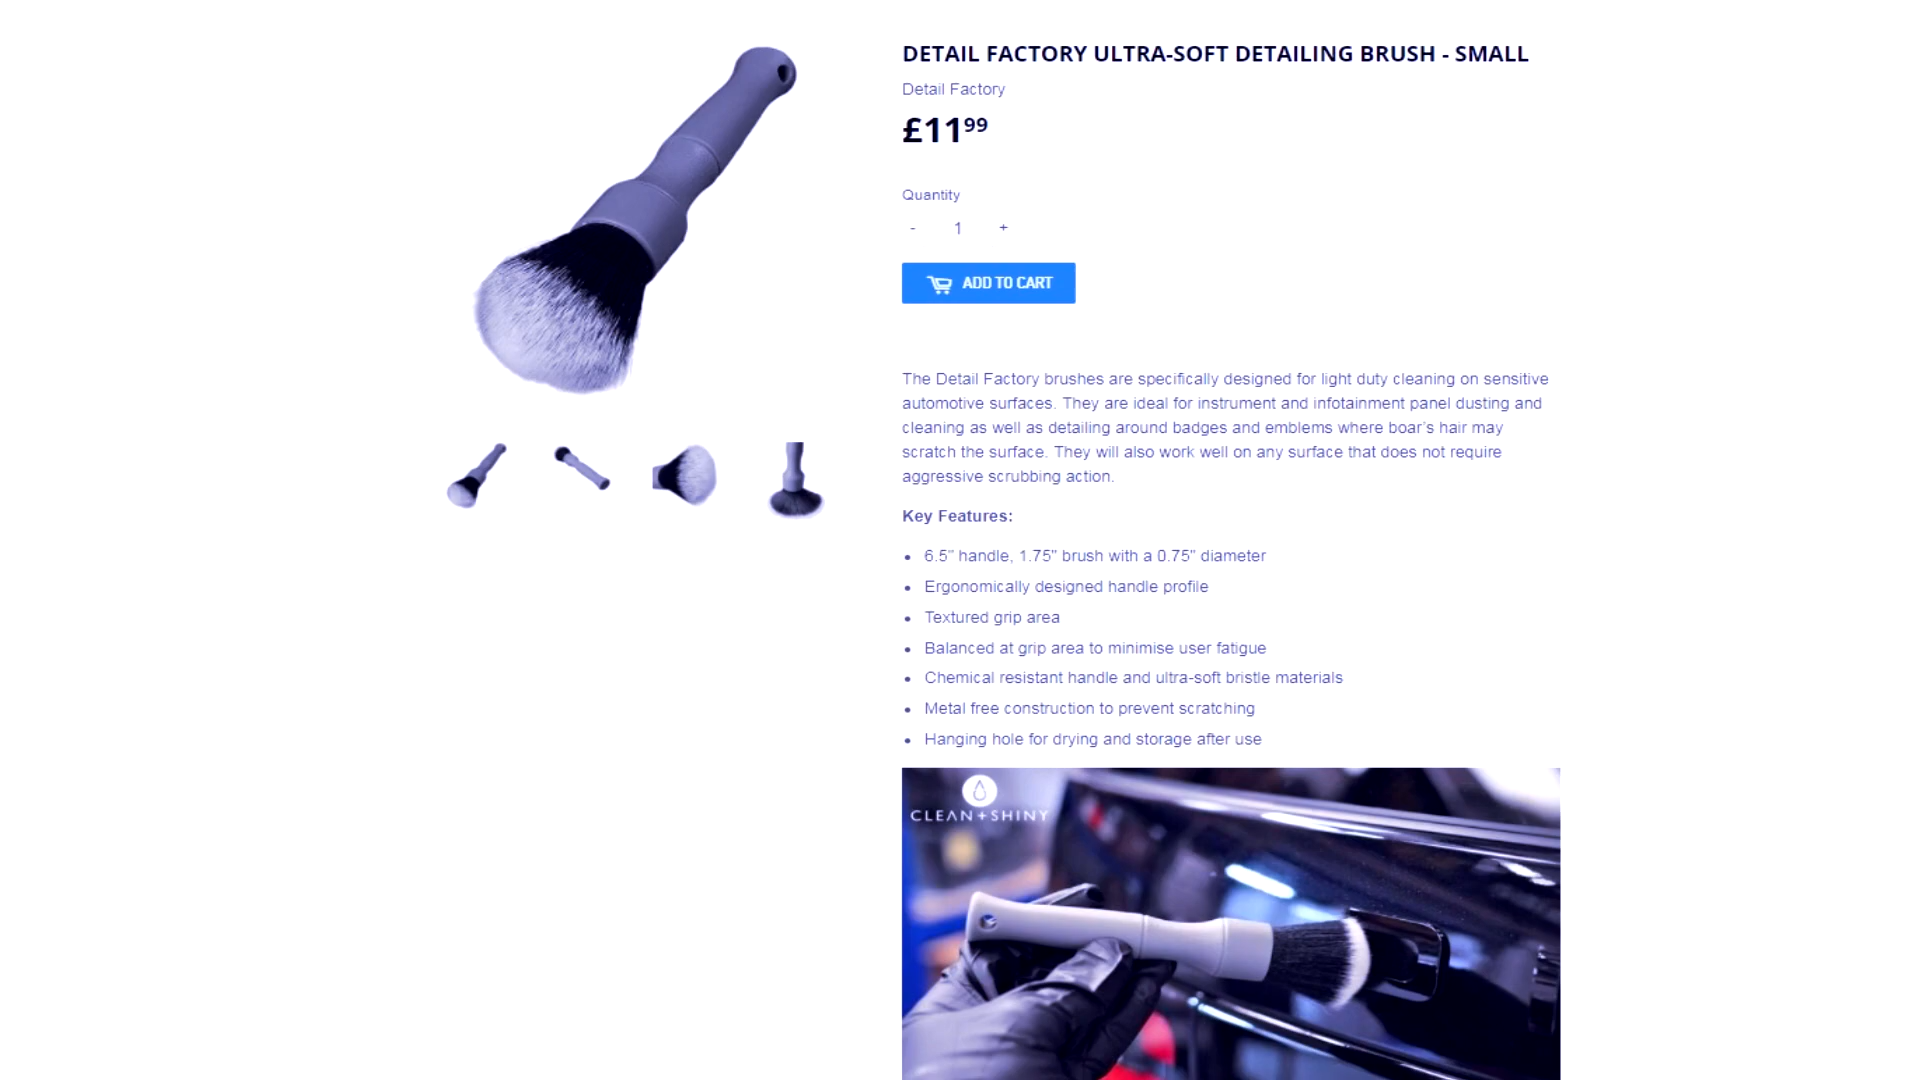 DETAIL FACTORY ULTRA-SOFT DETAILING BRUSH - SMALL
Detail Factory
£11⁹⁹
Quantity
- 1 +
ADD TO CART
The Detail Factory brushes are specifically designed for light duty cleaning on sensitive
automotive surfaces. They are ideal for instrument and infotainment panel dusting and
cleaning as well as detailing around badges and emblems where boar’s hair may
scratch the surface. They will also work well on any surface that does not require
aggressive scrubbing action.
Key Features:
• 6.5" handle, 1.75" brush with a 0.75" diameter
• Ergonomically designed handle profile
• Textured grip area
• Balanced at grip area to minimise user fatigue
• Chemical resistant handle and ultra-soft bristle materials
• Metal free construction to prevent scratching
• Hanging hole for drying and storage after use
CLEAN+SHINY